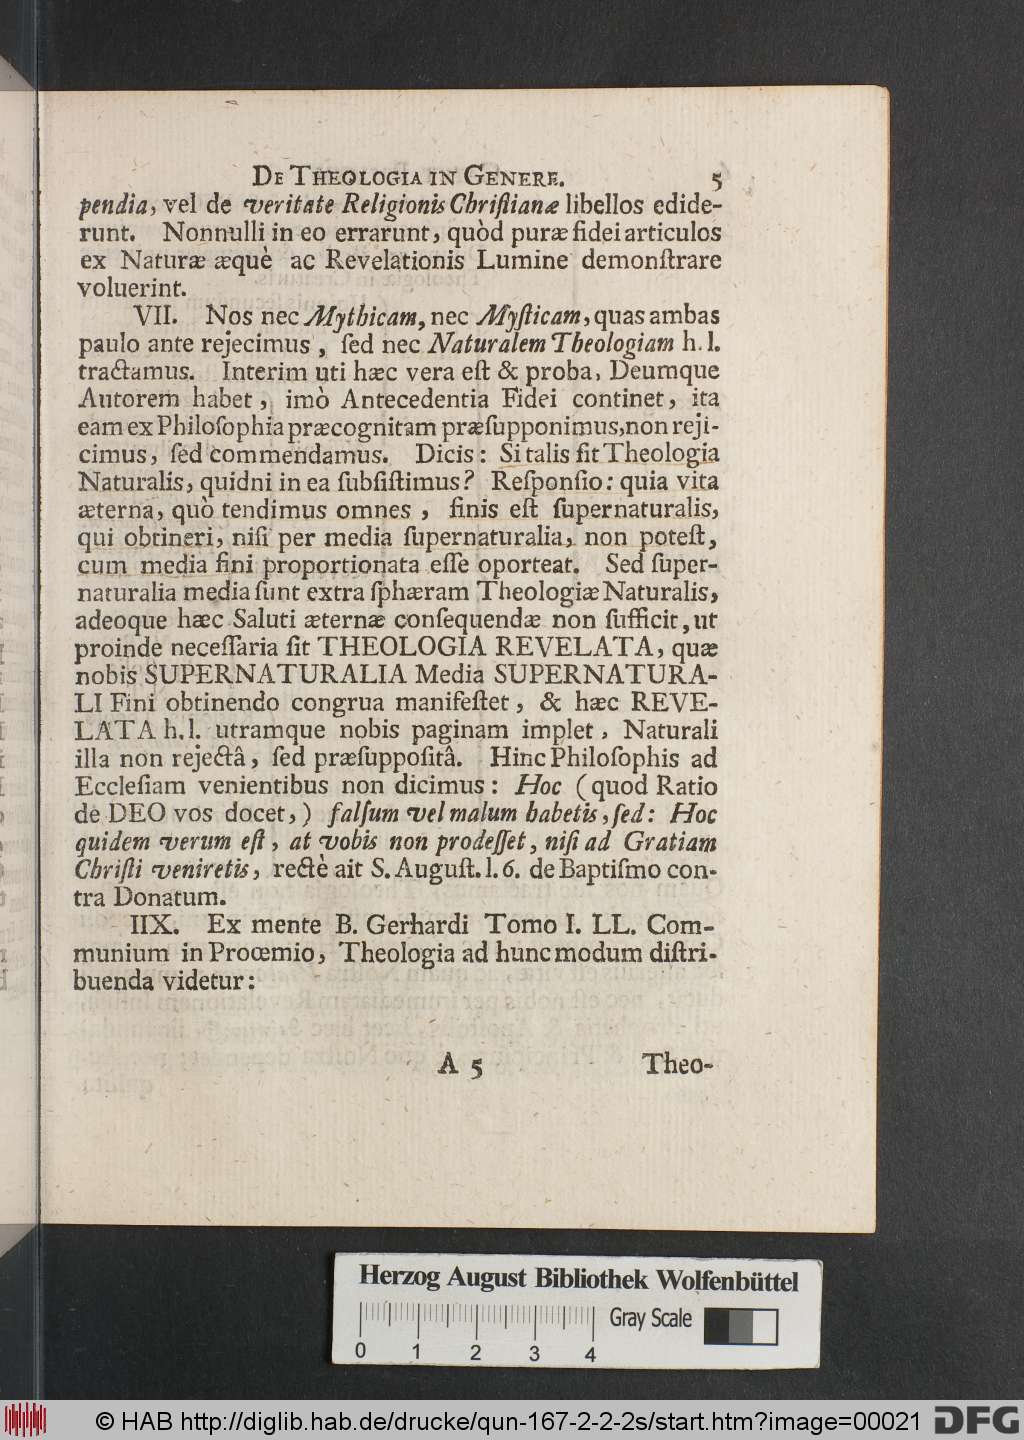 De Theologia in Genere. 5
pendia, vel de veritate Religionis Chriſtianæ libellos edide-
runt. Nonnulli in eo errarunt, quòd puræ fidei articulos
ex Naturæ æquè ac Revelationis Lumine demonſtrare
voluerint.
VII. Nos nec Mythicam, nec Myſticam, quas ambas
paulo ante rejecimus, ſed nec Naturalem Theologiam h. l.
tractamus. Interim uti hæc vera eſt & proba, Deumque
Autorem habet, imò Antecedentia Fidei continet, ita
eam ex Philoſophia præcognitam præſupponimus, non reji-
cimus, ſed commendamus. Dicis: Si talis ſit Theologia
Naturalis, quidni in ea ſubſiſtimus? Reſponſio: quia vita
æterna, quò tendimus omnes, finis eſt ſupernaturalis,
qui obtineri, niſi per media ſupernaturalia, non poteſt,
cum media fini proportionata eſſe oporteat. Sed ſuper-
naturalia media ſunt extra ſphæram Theologiæ Naturalis,
adeoque hæc Saluti æternæ conſequendæ non ſufficit, ut
proinde neceſſaria ſit THEOLOGIA REVELATA, quæ
nobis SUPERNATURALIA Media SUPERNATURA-
LI Fini obtinendo congrua manifeſtet, & hæc REVE-
LATA h. l. utramque nobis paginam implet, Naturali
illa non rejectâ, ſed præſuppoſitâ. Hinc Philoſophis ad
Eccleſiam venientibus non dicimus: Hoc (quod Ratio
de DEO vos docet,) falſum vel malum habetis, ſed: Hoc
quidem verum eſt, at vobis non prodeſſet, niſi ad Gratiam
Chriſti veniretis, rectè ait S. Auguſt. l. 6. de Baptiſmo con-
tra Donatum.
IIX. Ex mente B. Gerhardi Tomo I. LL. Com-
munium in Proœmio, Theologia ad hunc modum diſtri-
buenda videtur:
A 5 Theo-
Herzog August Bibliothek Wolfenbüttel
Gray Scale
0 1 2 3 4
© HAB http://diglib.hab.de/drucke/qun-167-2-2-2s/start.htm?image=00021 DFG